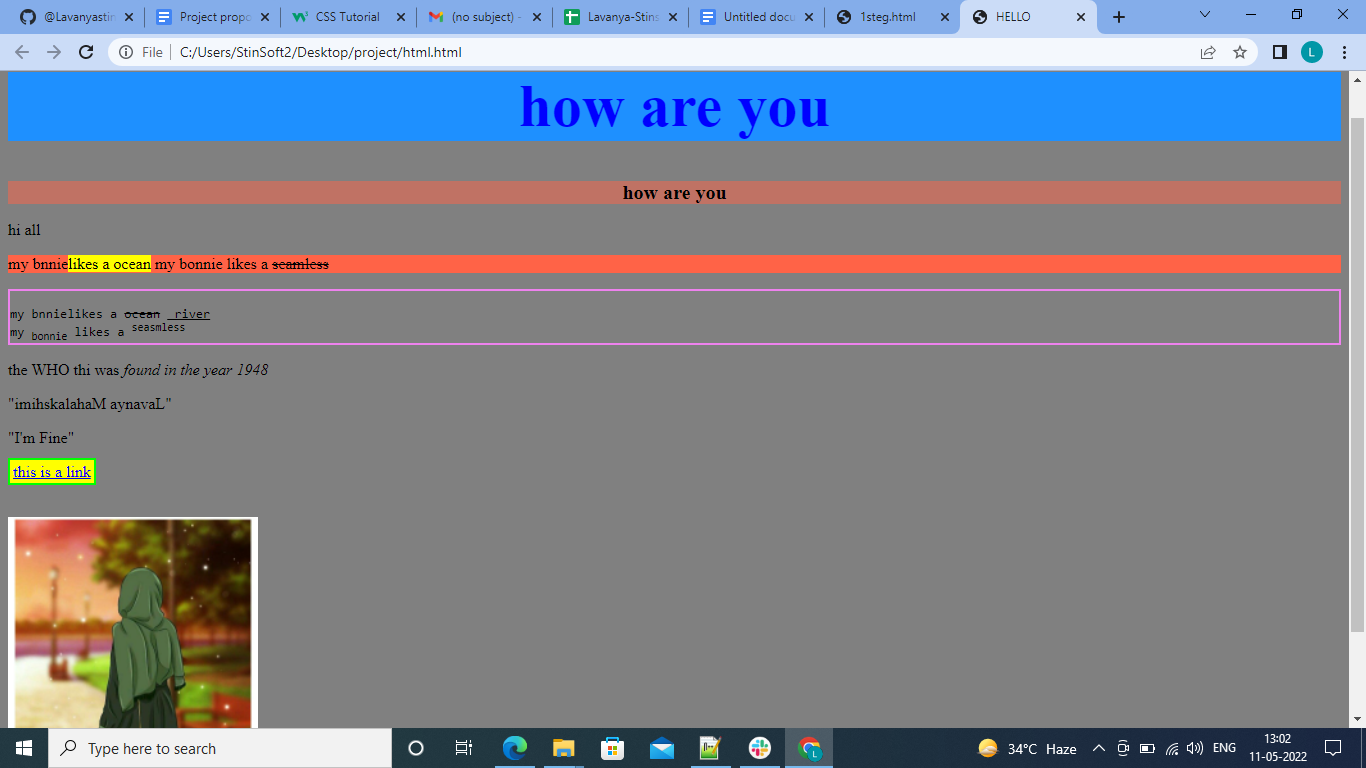 @Lavanyastin
Project propo
CSS Tutorial
(no subject) -
Lavanya-Stins
Untitled docu
1steg.html
HELLO
File
C:/Users/StinSoft2/Desktop/project/html.html
L
how are you
how are you
hi all
my bnnielikes a ocean my bonnie likes a seamless
my bnnielikes a ocean river
my bonnie likes a seasmless
the WHO thi was found in the year 1948
"imihskalahaM aynavaL"
"I'm Fine"
this is a link
Type here to search
L
34°C Haze
ENG
13:02
11-05-2022